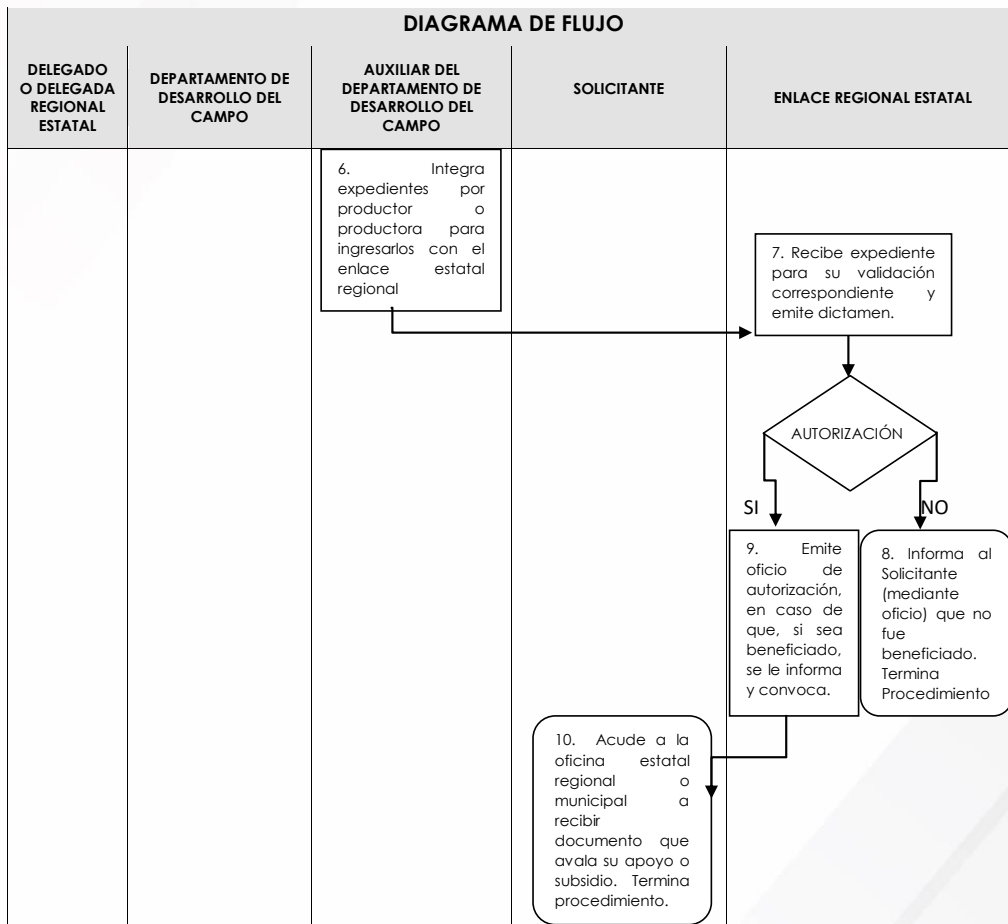 DIAGRAMA DE FLUJO
DELEGADO
O DELEGADA
REGIONAL
ESTATAL
DEPARTAMENTO DE
DESARROLLO DEL
CAMPO
AUXILIAR DEL
DEPARTAMENTO DE
DESARROLLO DEL
CAMPO
SOLICITANTE
ENLACE REGIONAL ESTATAL
6. Integra
expedientes por
productor o
productora para
ingresarlos con el
enlace estatal
regional
7. Recibe expediente
para su validación
correspondiente y
emite dictamen.
AUTORIZACIÓN
SI
NO
9. Emite
oficio de
autorización,
en caso de
que, si sea
beneficiado,
se le informa
y convoca.
8. Informa al
Solicitante
(mediante
oficio) que no
fue
beneficiado.
Termina
Procedimiento
10. Acude a la
oficina estatal
regional o
municipal a
recibir
documento que
avala su apoyo o
subsidio. Termina
procedimiento.